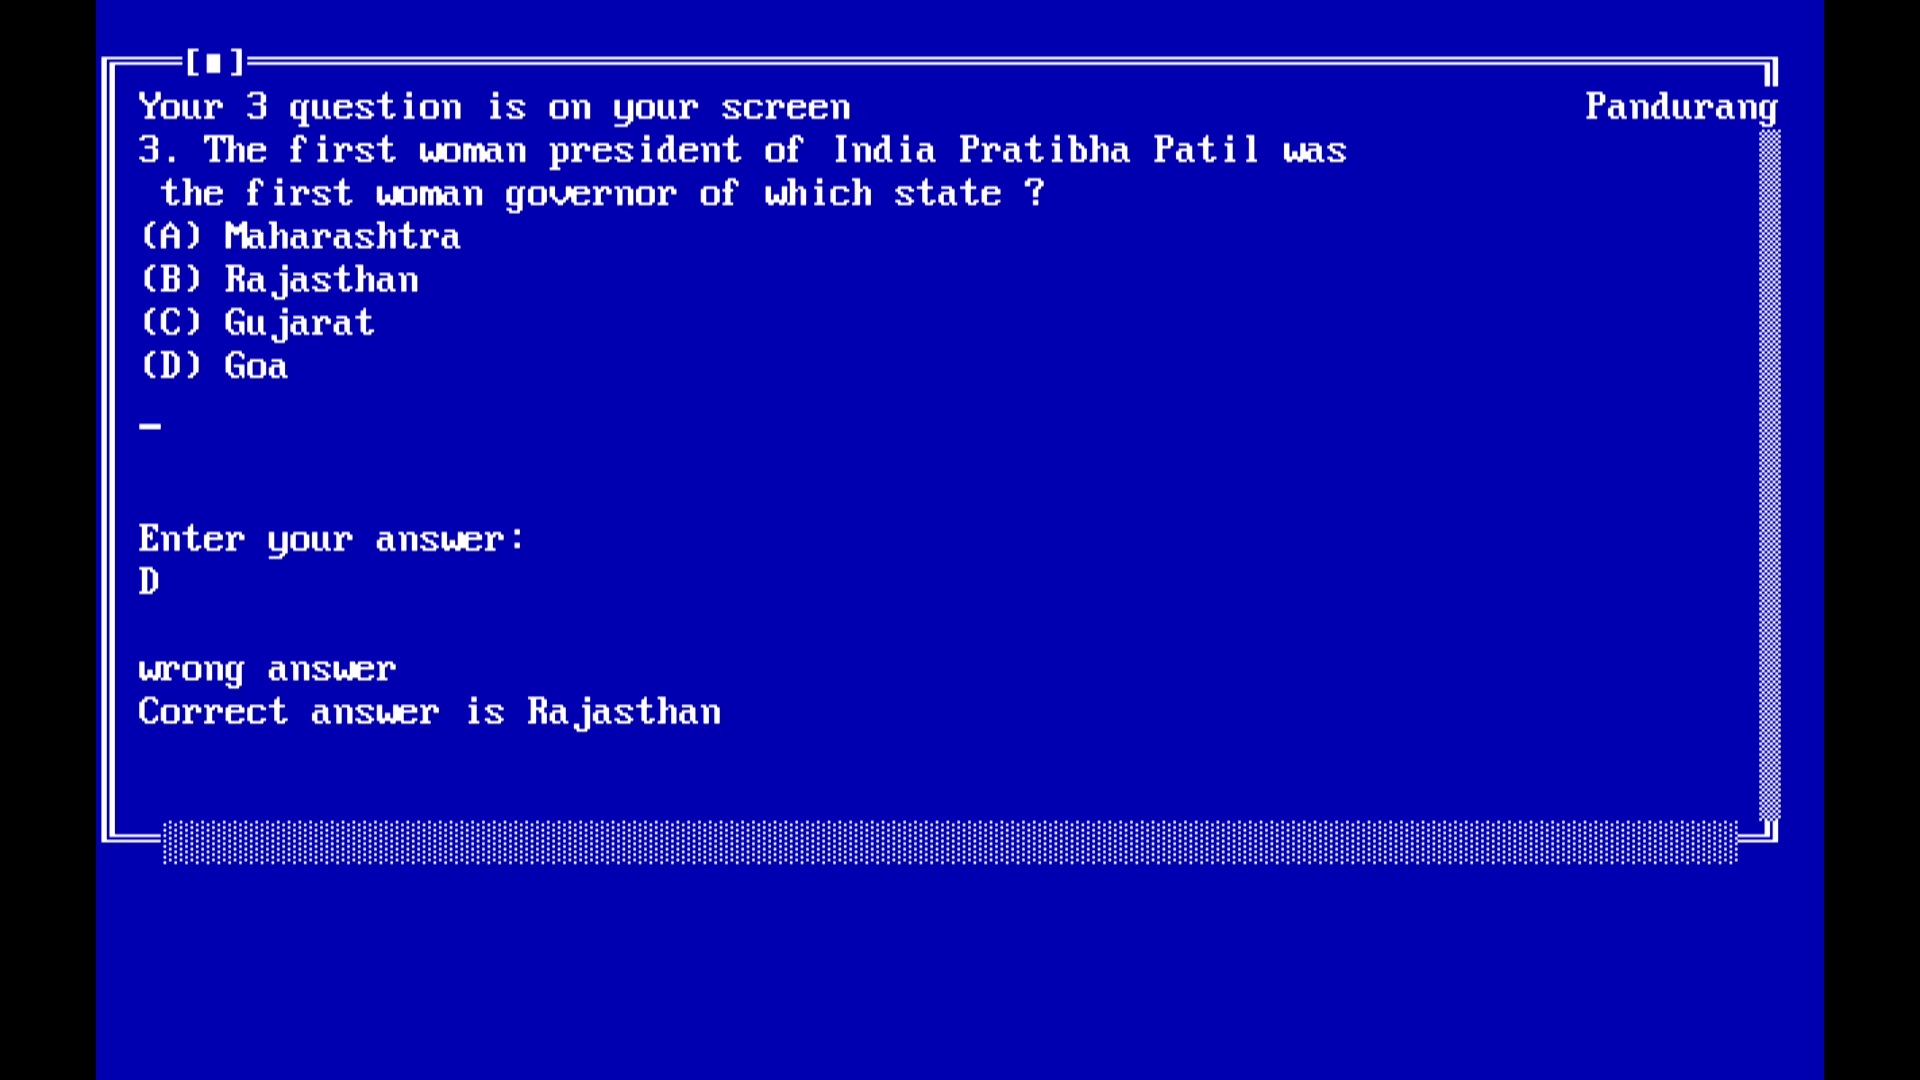 [■]
Your 3 question is on your screen Pandurang
3. The first woman president of India Pratibha Patil was
the first woman governor of which state ?
(A) Maharashtra
(B) Rajasthan
(C) Gujarat
(D) Goa
_
Enter your answer:
D
wrong answer
Correct answer is Rajasthan